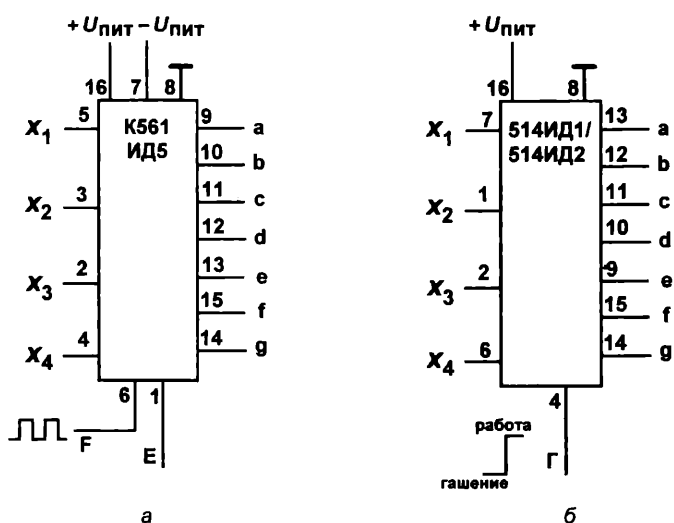 +Uпит –Uпит
16 7 8
К561
ИД5
X1 5
X2 3
X3 2
X4 4
9 a
10 b
11 c
12 d
13 e
15 f
14 g
6 1
F
E
а
+Uпит
16 8
514ИД1/
514ИД2
X1 7
X2 1
X3 2
X4 6
13 a
12 b
11 c
10 d
9 e
15 f
14 g
4
работа
Г
гашение
б